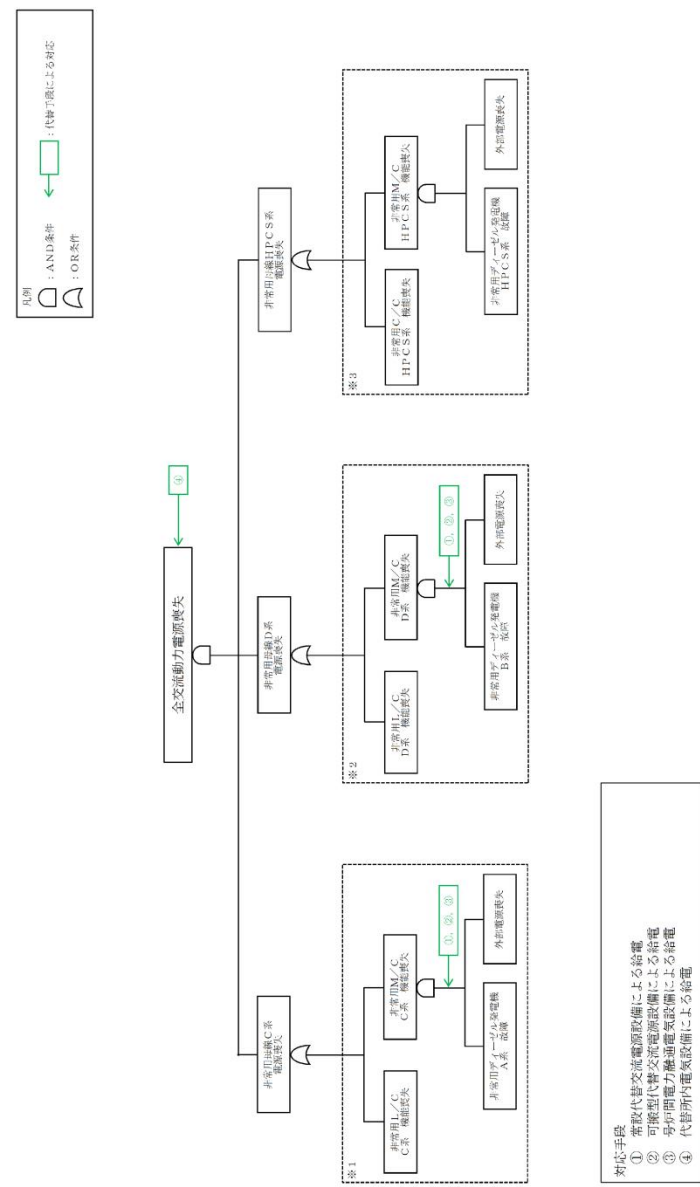 凡例
：AND条件
：OR条件
：代替手段による対応
全交流動力電源喪失
④
非常用母線C系
電源喪失
非常用母線D系
電源喪失
非常用母線HPCS系
電源喪失
※1
非常用L／C
C系 機能喪失
非常用M／C
C系 機能喪失
①，②，③
非常用ディーゼル発電機
A系 故障
外部電源喪失
※2
非常用L／C
D系 機能喪失
非常用M／C
D系 機能喪失
①，②，③
非常用ディーゼル発電機
B系 故障
外部電源喪失
※3
非常用C／C
HPCS系 機能喪失
非常用M／C
HPCS系 機能喪失
非常用ディーゼル発電機
HPCS系 故障
外部電源喪失
対応手段
① 常設代替交流電源設備による給電
② 可搬型代替交流電源設備による給電
③ 号炉間電力融通電気設備による給電
④ 代替所内電気設備による給電